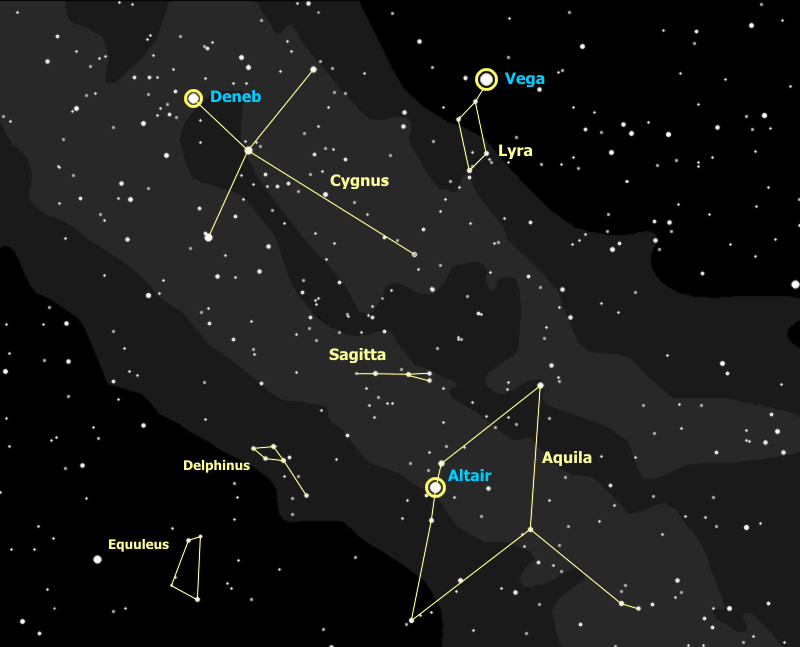 Vega
Deneb
Lyra
Cygnus
Sagitta
Aquila
Delphinus
Altair
Equuleus